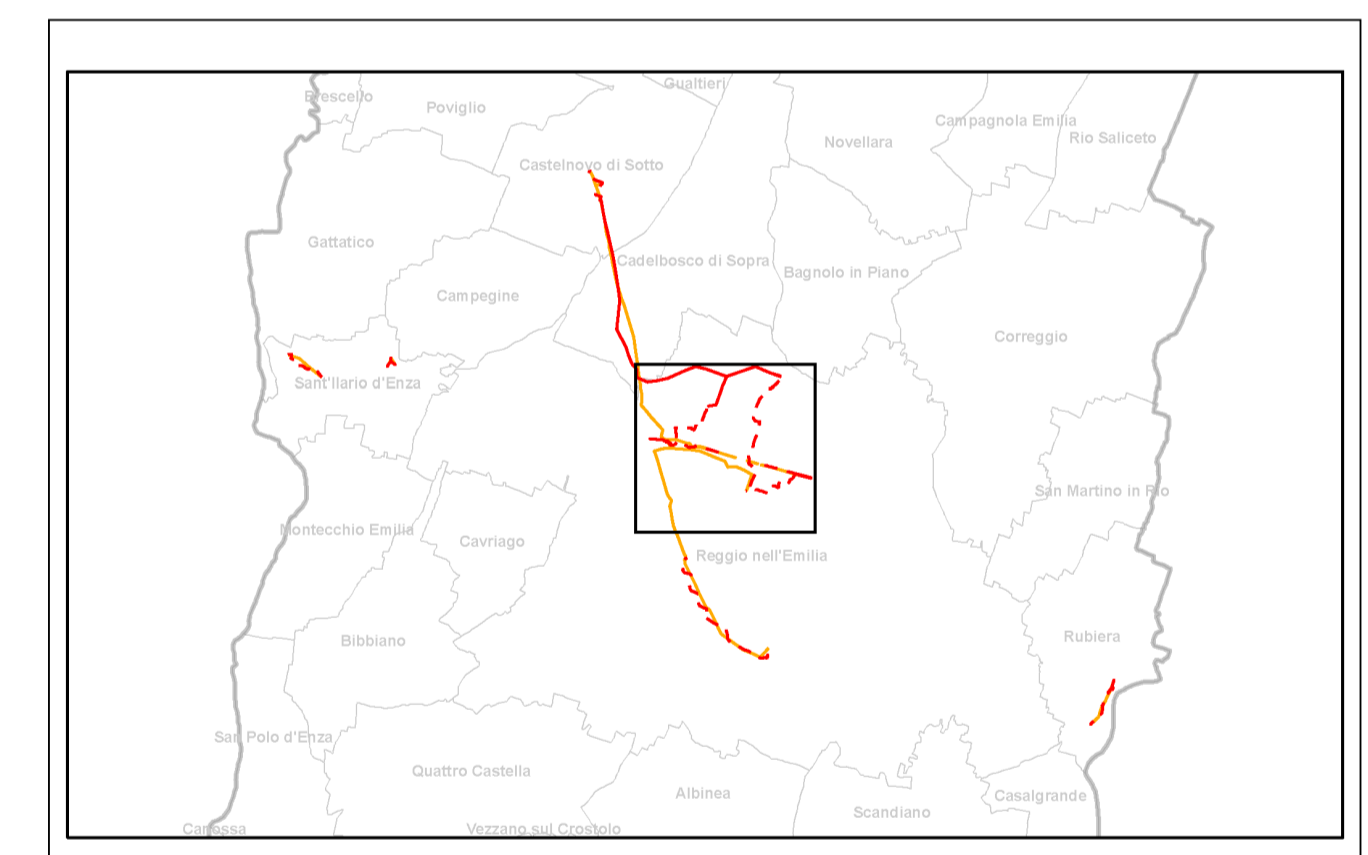 Gualtieri
Brescello
Poviglio
Campagnola Emilia
Rio Saliceto
Novellara
Castelnovo di Sotto
Gattatico
Cadelbosco di Sopra
Bagnolo in Piano
Campegine
Correggio
Sant'Ilario d'Enza
San Martino in Rio
Montecchio Emilia
Cavriago
Reggio nell'Emilia
Bibbiano
Rubiera
San Polo d'Enza
Quattro Castella
Albinea
Casalgrande
Scandiano
Canossa
Vezzano sul Crostolo